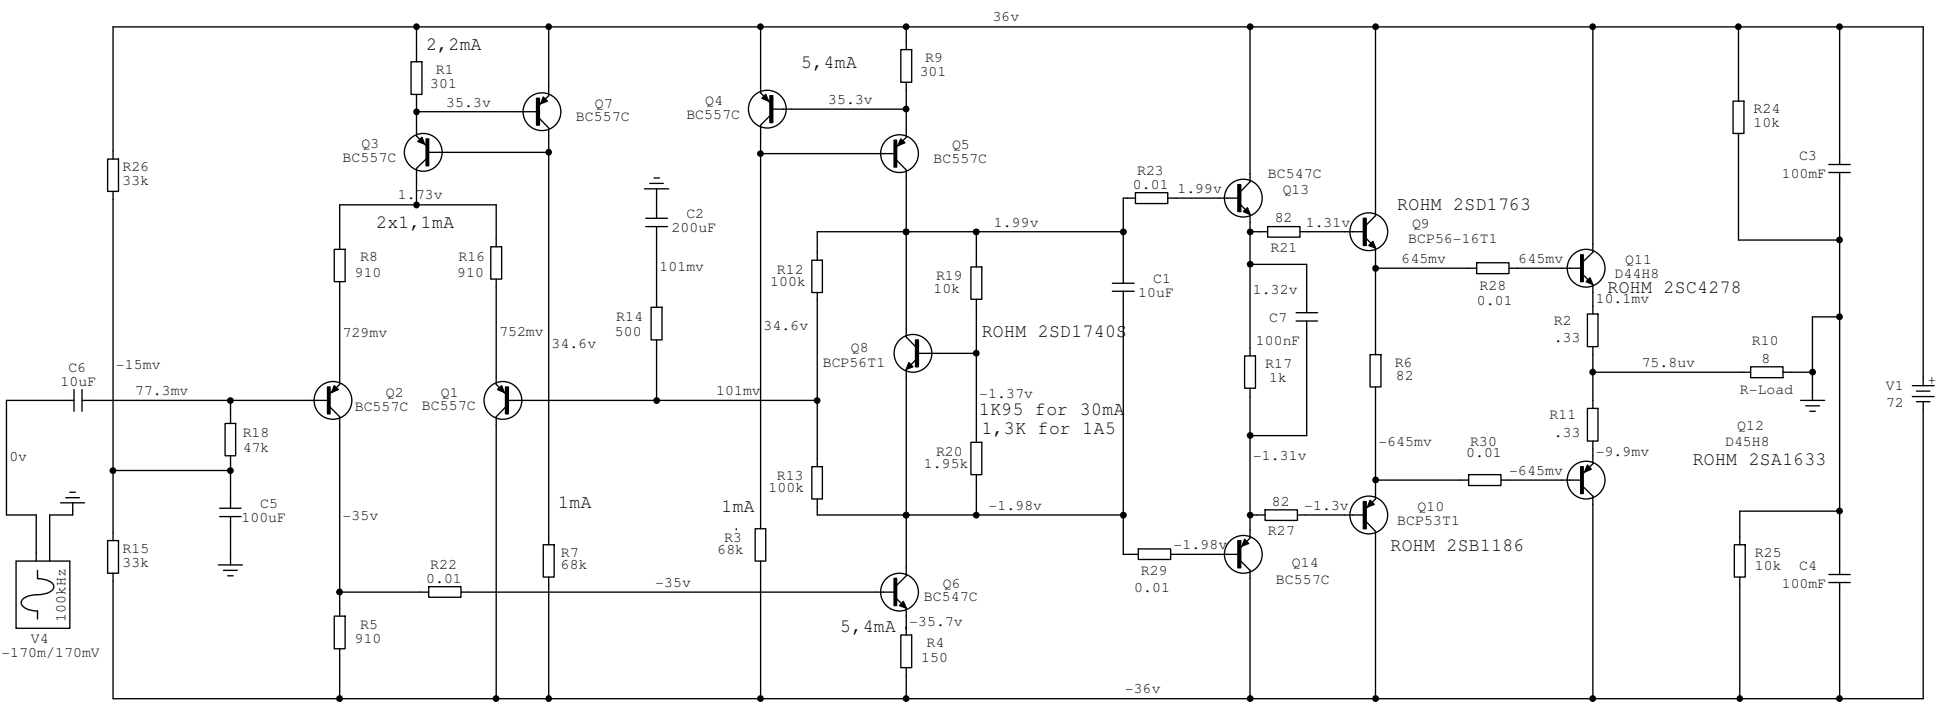 36v
2,2mA
R1
301
35.3v
Q7
BC557C
Q3
BC557C
1.73v
2x1,1mA
R26
33k
R8
910
R16
910
C2
200uF
101mv
R14
500
729mv
752mv
34.6v
-15mv
C6
10uF
77.3mv
Q2
BC557C
Q1
BC557C
101mv
R18
47k
C5
100uF
0v
V4
-170m/170mV
100kHz
R15
33k
-35v
R22
0.01
R5
910
1mA
R7
68k
-35v
5,4mA
R9
301
35.3v
Q4
BC557C
Q5
BC557C
34.6v
R12
100k
R13
100k
1mA
R3
68k
1.99v
R19
10k
ROHM 2SD1740S
Q8
BCP56T1
-1.37v
1K95 for 30mA
1,3K for 1A5
R20
1.95k
-1.98v
Q6
BC547C
5,4mA
-35.7v
R4
150
-36v
C1
10uF
R23
0.01
1.99v
BC547C
Q13
82
R21
1.31v
1.32v
C7
100nF
R17
1k
-1.31v
82
R27
-1.3v
-1.98v
R29
0.01
Q14
BC557C
ROHM 2SD1763
Q9
BCP56-16T1
645mv
R28
0.01
645mv
Q11
D44H8
ROHM 2SC4278
10.1mv
R2
.33
R6
82
75.8uv
R10
8
R-Load
R11
.33
-645mv
R30
0.01
-645mv
-9.9mv
Q12
D45H8
ROHM 2SA1633
Q10
BCP53T1
ROHM 2SB1186
R24
10k
C3
100mF
R25
10k
C4
100mF
V1
72
+